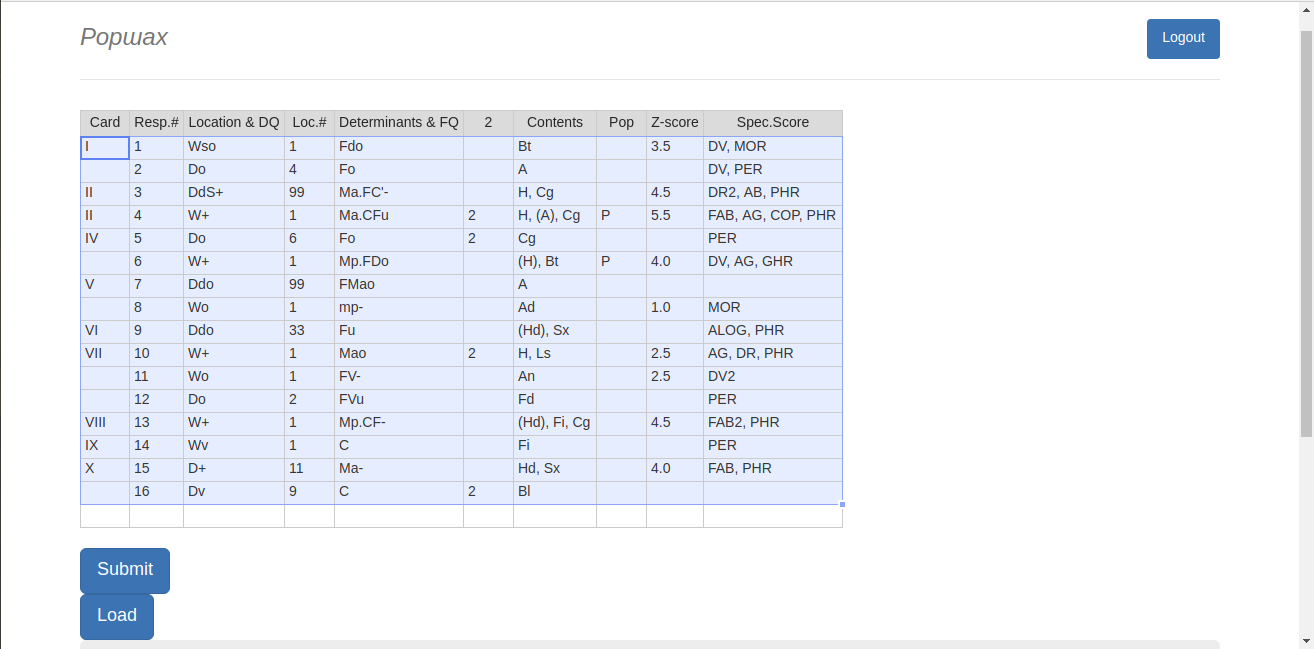 Popwax
Logout
Card Resp.# Location & DQ Loc.# Determinants & FQ 2 Contents Pop Z-score Spec.Score
I 1 Wso 1 Fdo Bt 3.5 DV, MOR
2 Do 4 Fo A DV, PER
II 3 DdS+ 99 Ma.FC'- H, Cg 4.5 DR2, AB, PHR
II 4 W+ 1 Ma.CFu 2 H, (A), Cg P 5.5 FAB, AG, COP, PHR
IV 5 Do 6 Fo 2 Cg PER
6 W+ 1 Mp.FDo (H), Bt P 4.0 DV, AG, GHR
V 7 Ddo 99 FMao A
8 Wo 1 mp- Ad 1.0 MOR
VI 9 Ddo 33 Fu (Hd), Sx ALOG, PHR
VII 10 W+ 1 Mao 2 H, Ls 2.5 AG, DR, PHR
11 Wo 1 FV- An 2.5 DV2
12 Do 2 FVu Fd PER
VIII 13 W+ 1 Mp.CF- (Hd), Fi, Cg 4.5 FAB2, PHR
IX 14 Wv 1 C Fi PER
X 15 D+ 11 Ma- Hd, Sx 4.0 FAB, PHR
16 Dv 9 C 2 Bl
Submit
Load